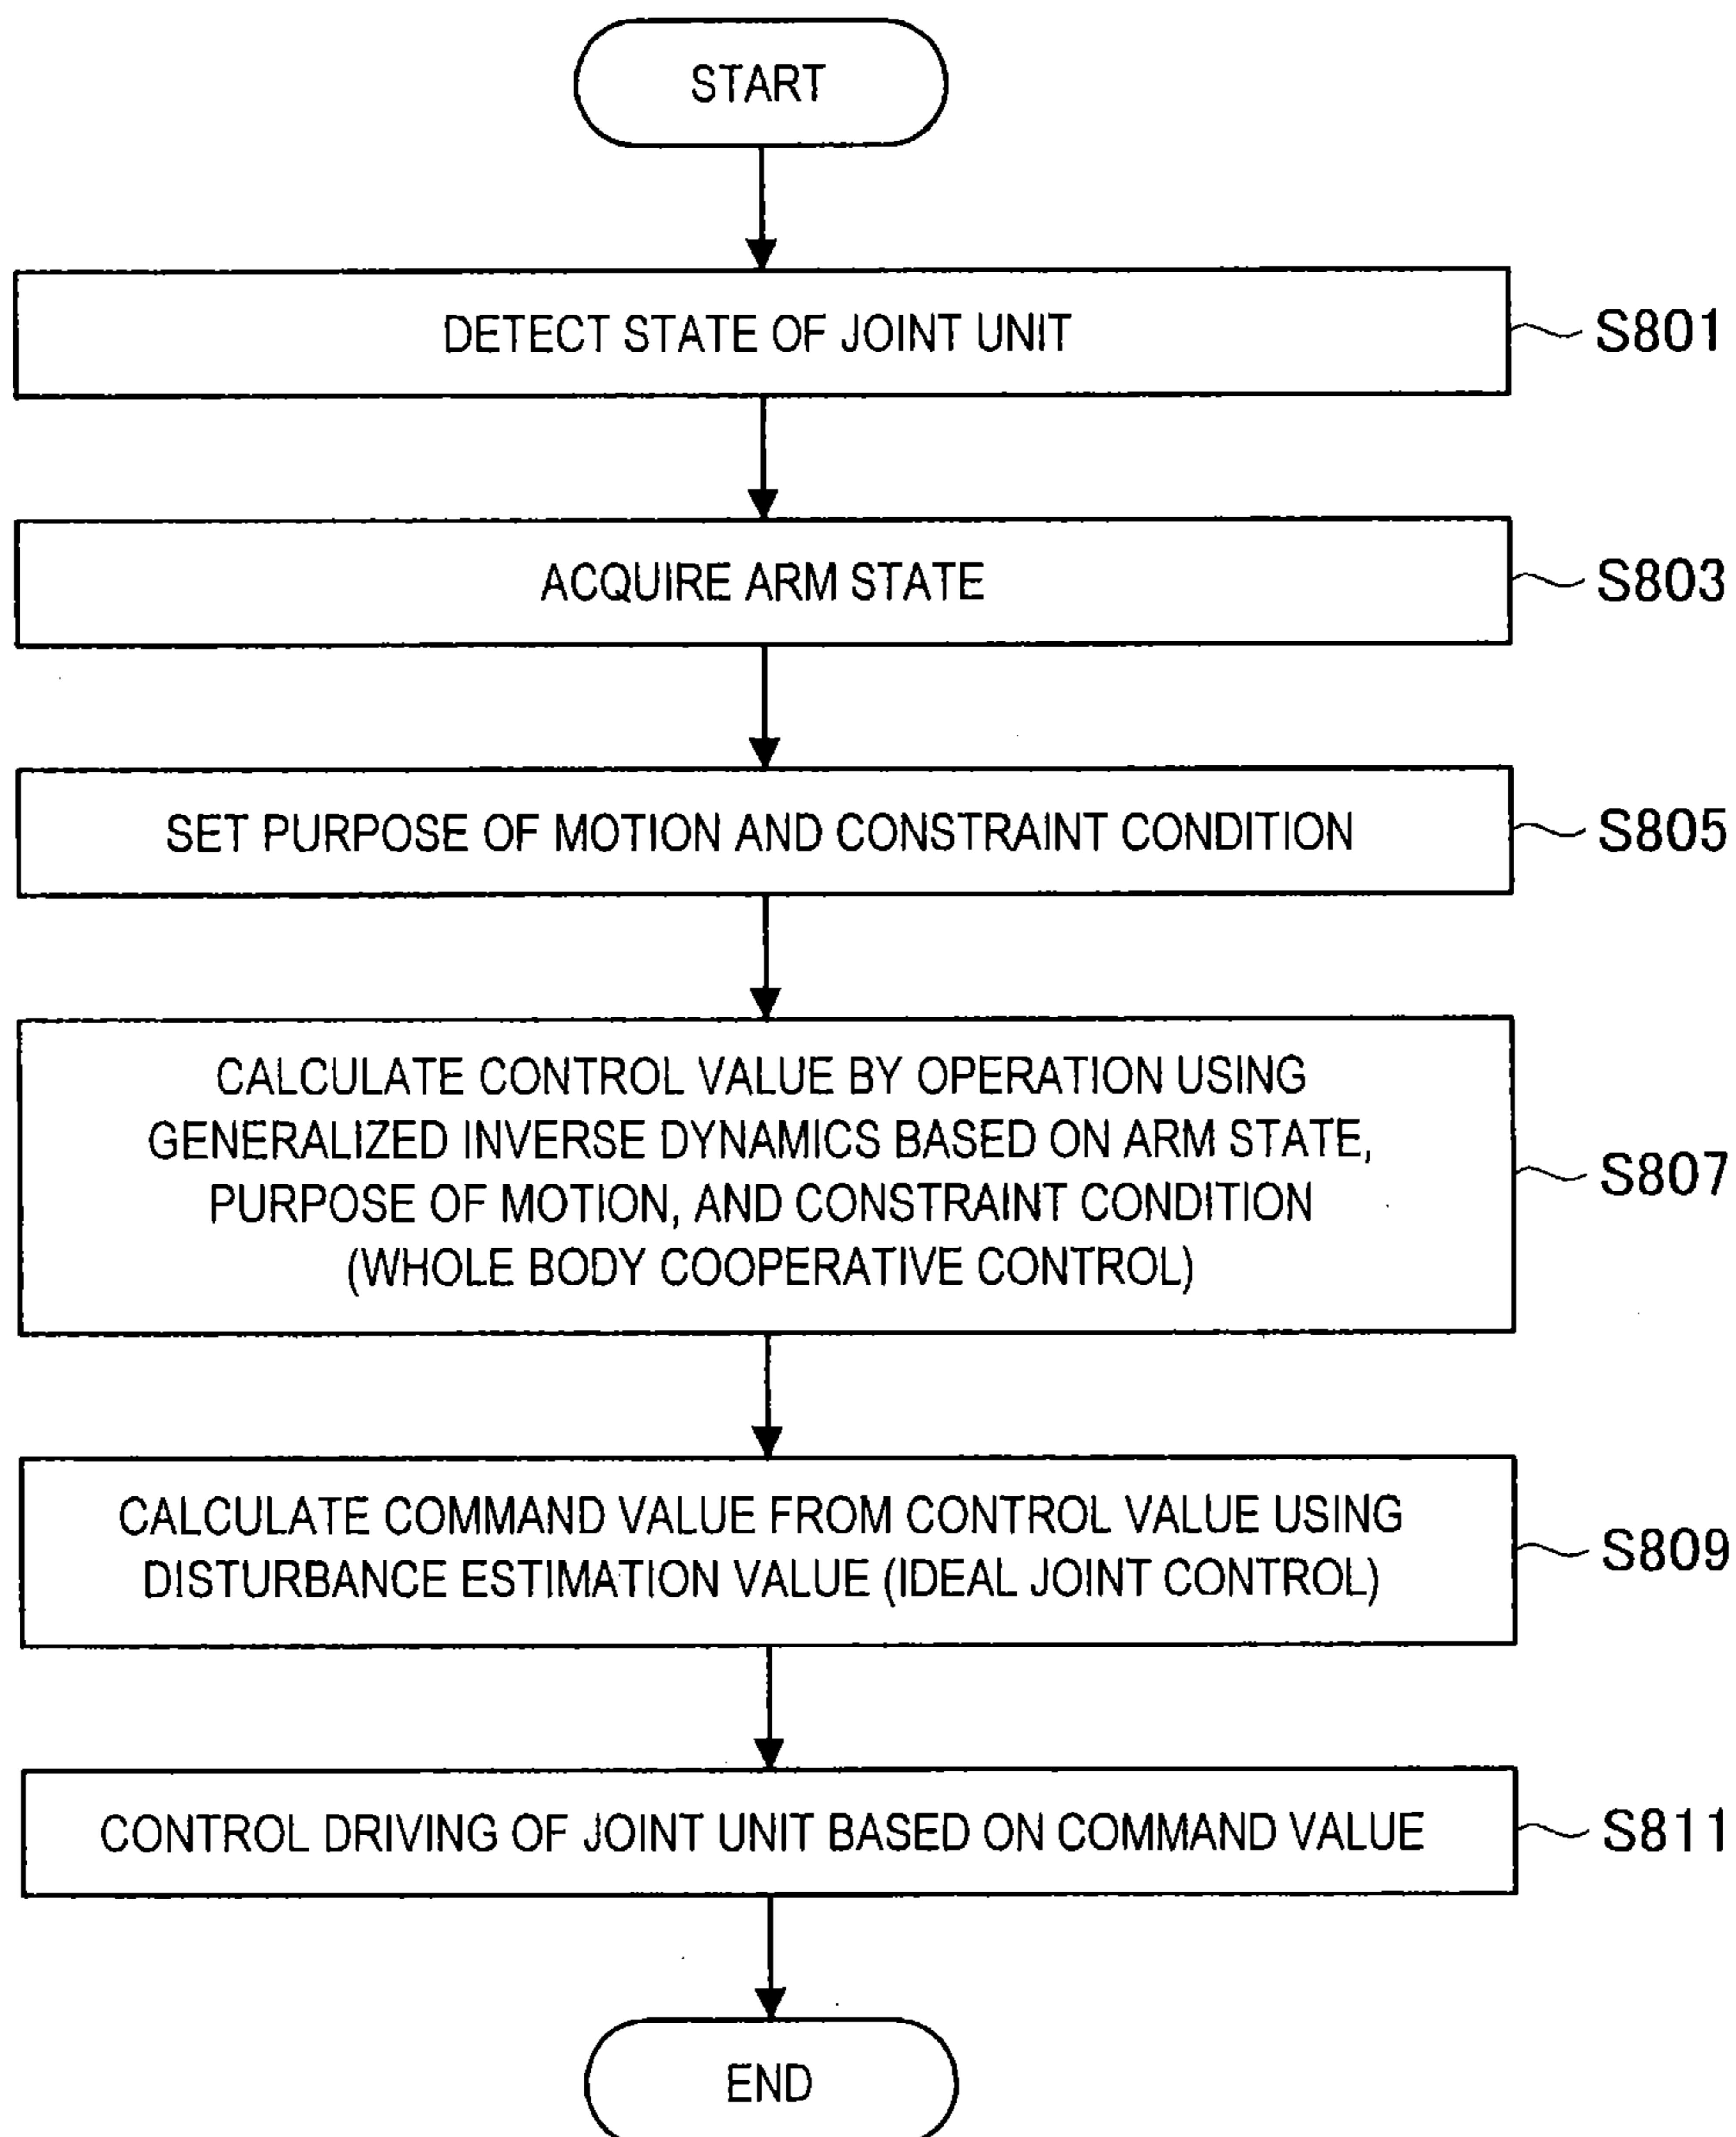 START
DETECT STATE OF JOINT UNIT
S801
ACQUIRE ARM STATE
S803
SET PURPOSE OF MOTION AND CONSTRAINT CONDITION
S805
CALCULATE CONTROL VALUE BY OPERATION USING
GENERALIZED INVERSE DYNAMICS BASED ON ARM STATE,
PURPOSE OF MOTION, AND CONSTRAINT CONDITION
(WHOLE BODY COOPERATIVE CONTROL)
S807
CALCULATE COMMAND VALUE FROM CONTROL VALUE USING
DISTURBANCE ESTIMATION VALUE (IDEAL JOINT CONTROL)
S809
CONTROL DRIVING OF JOINT UNIT BASED ON COMMAND VALUE
S811
END